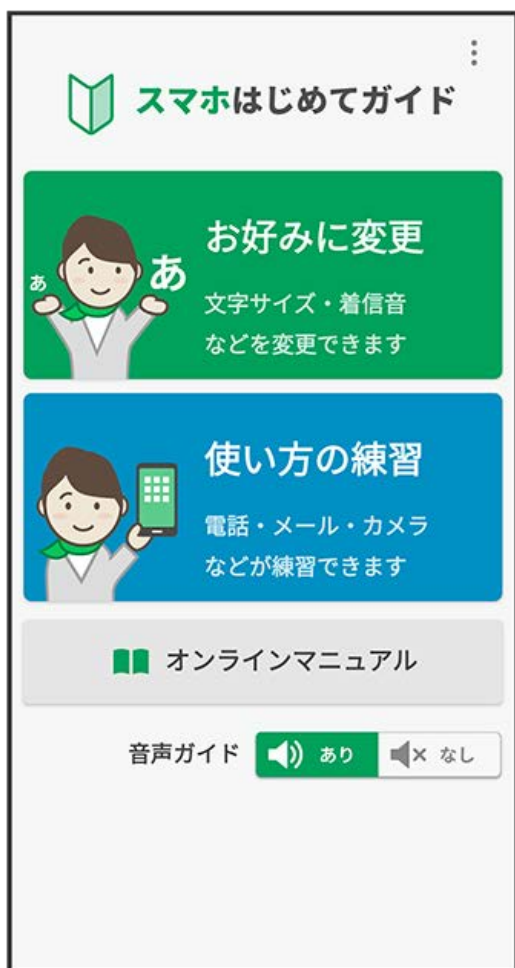 スマホはじめてガイド
お好みに変更
あ
あ
文字サイズ・着信音
などを変更できます
使い方の練習
電話・メール・カメラ
などが練習できます
オンラインマニュアル
音声ガイド あり なし